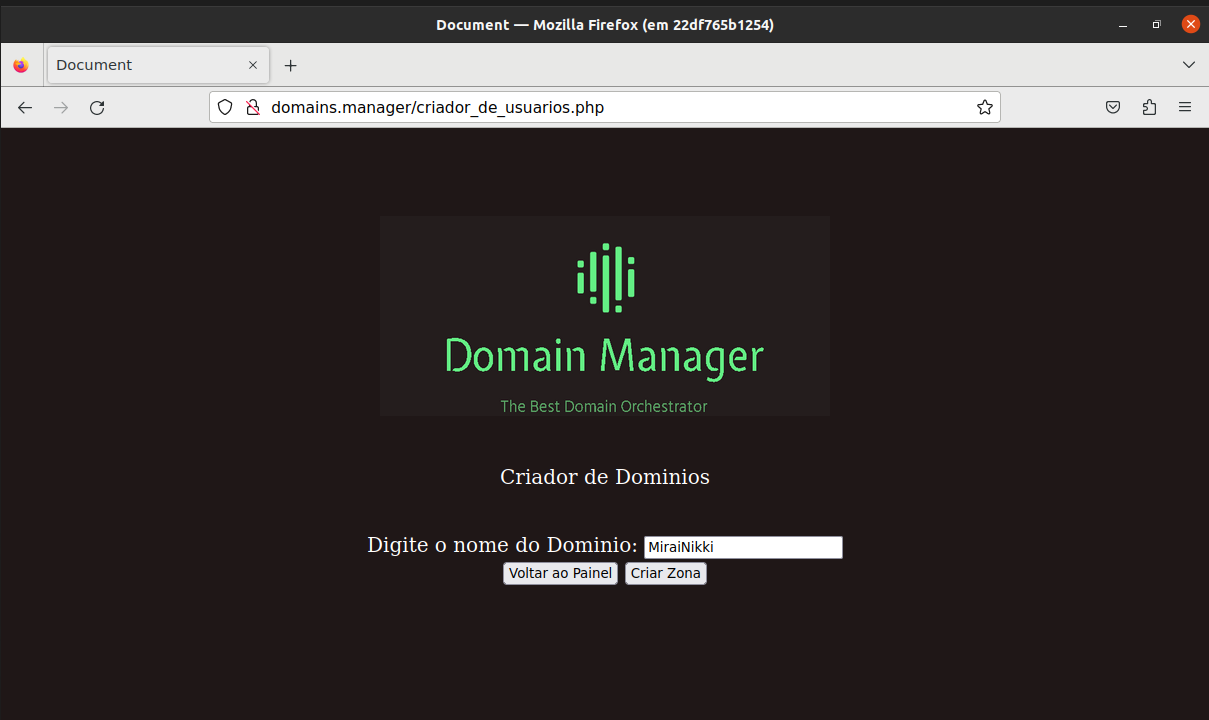 Document — Mozilla Firefox (em 22df765b1254)
Document
domains.manager/criador_de_usuarios.php
Domain Manager
The Best Domain Orchestrator
Criador de Dominios
Digite o nome do Dominio: MiraiNikki
Voltar ao Painel Criar Zona